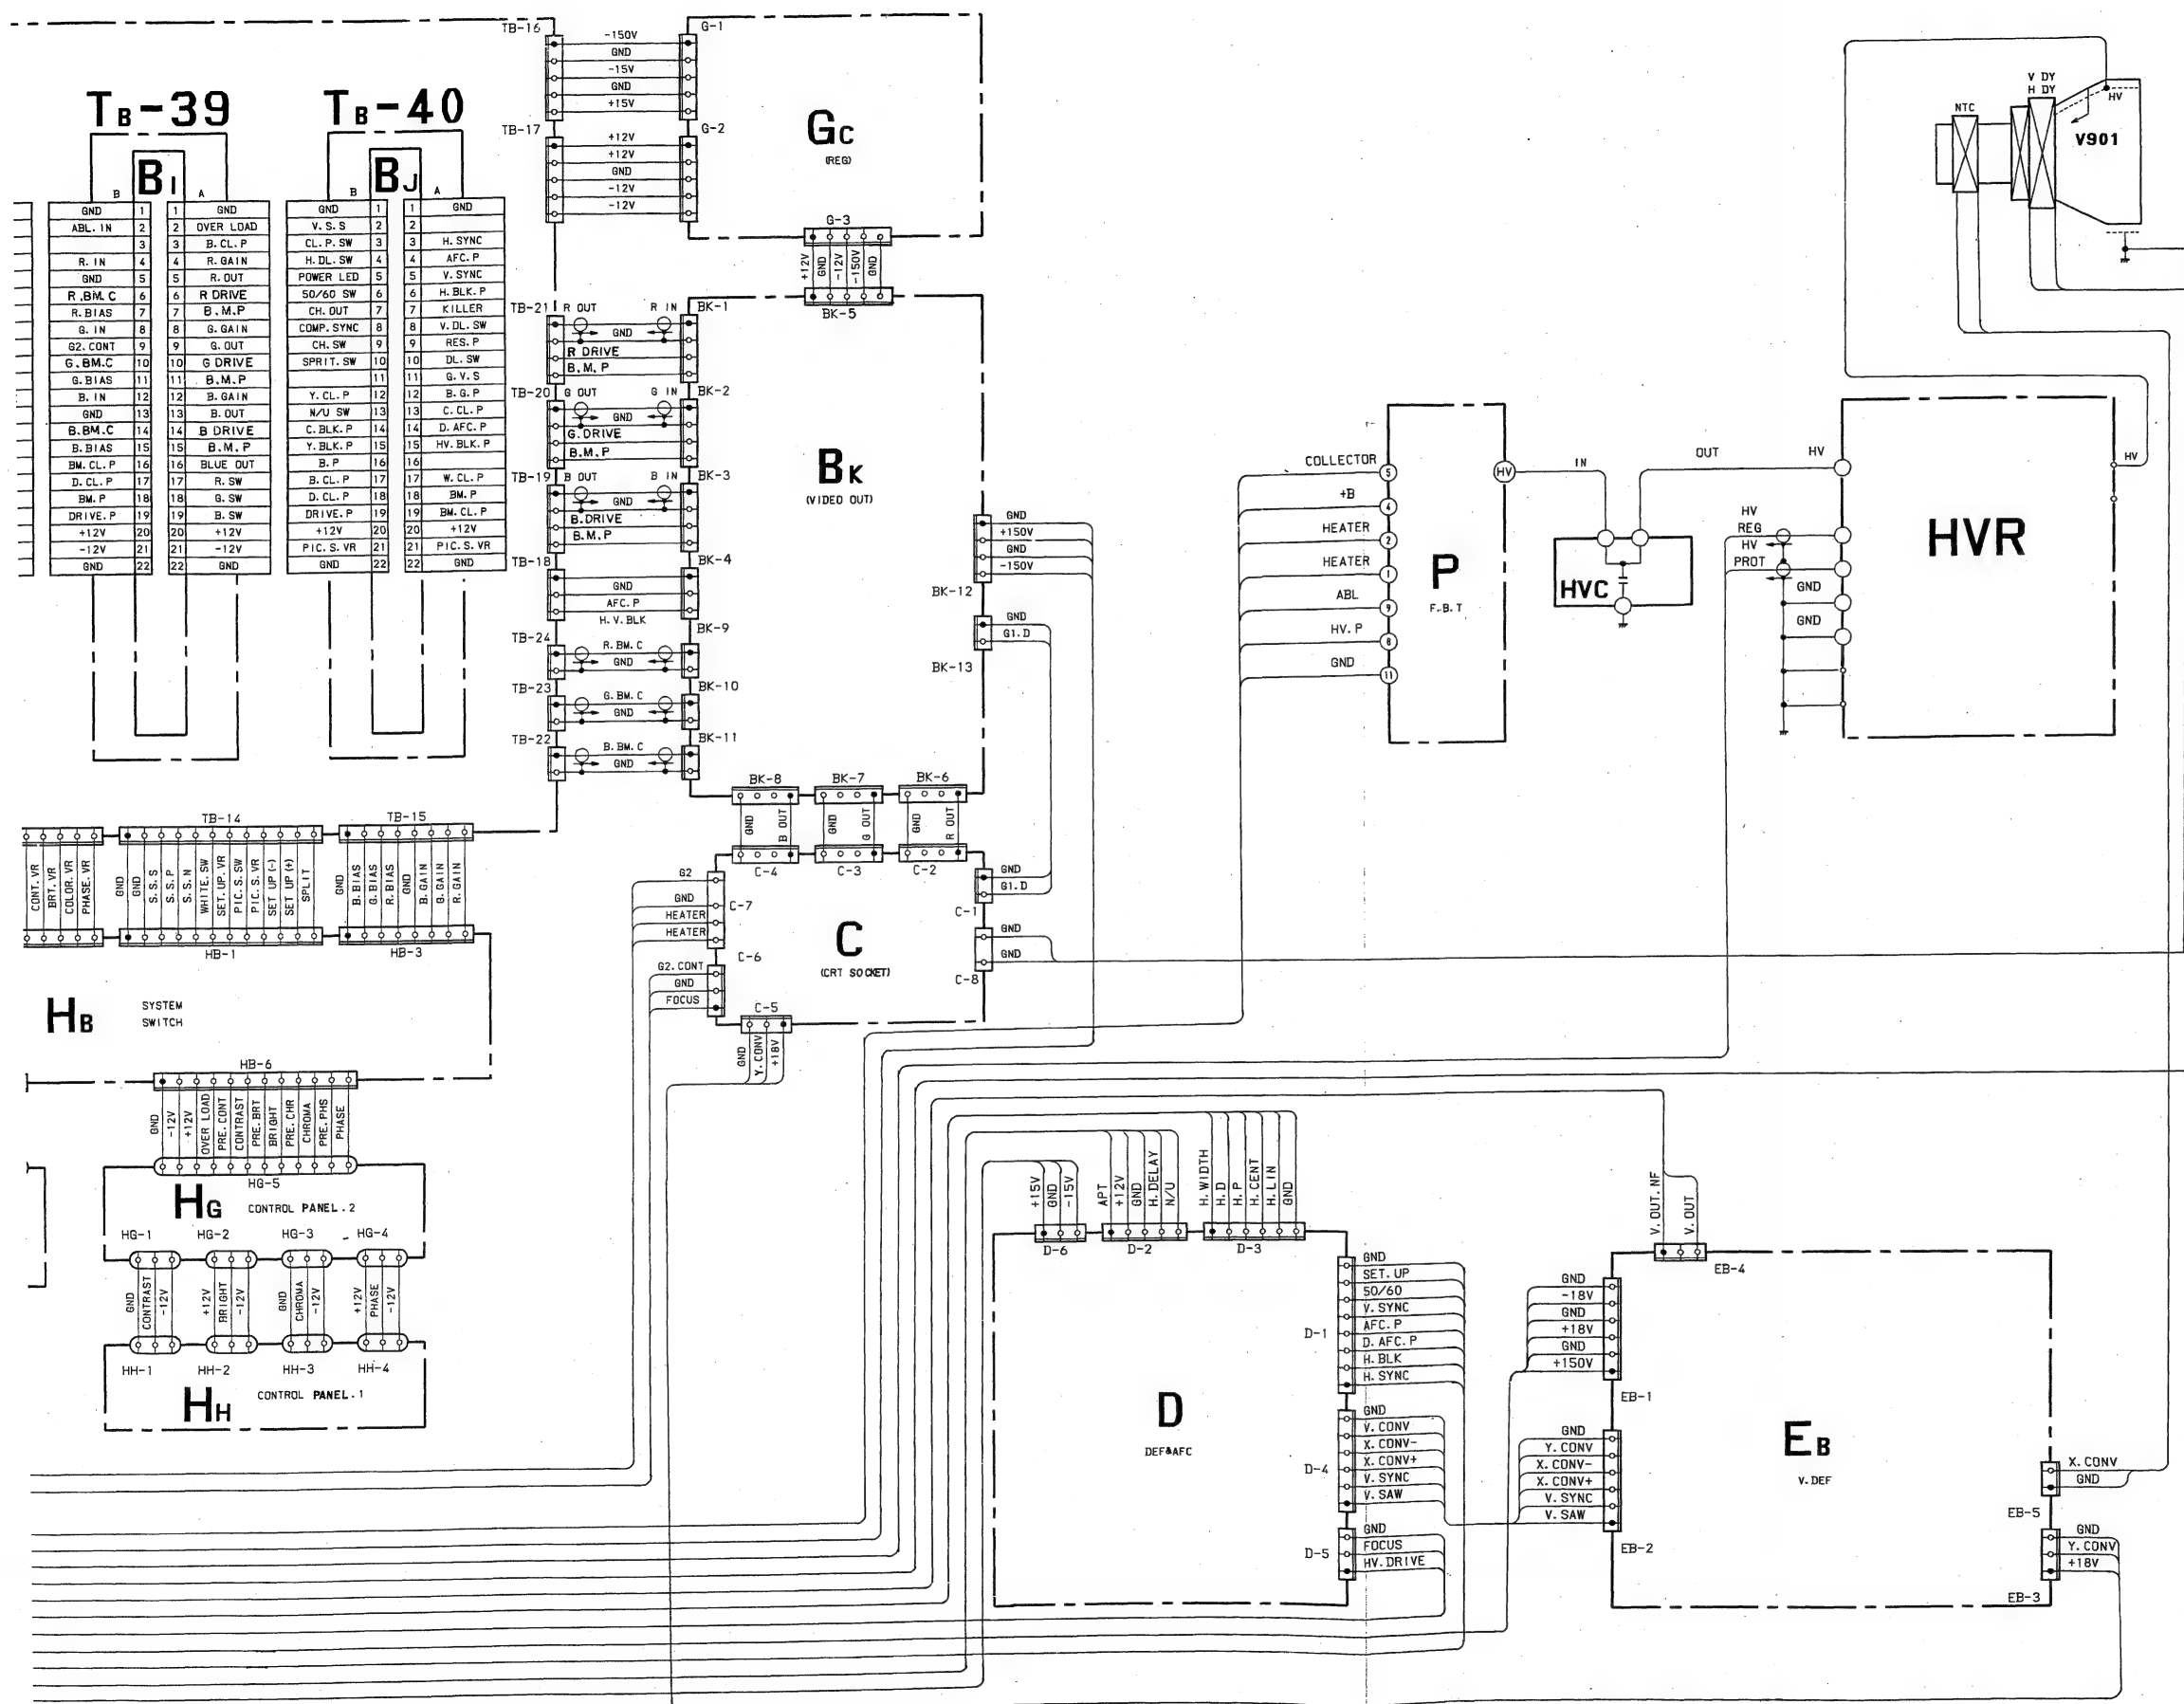 TB-39
BI
B
A
GND 1 1 GND
ABL. IN 2 2 OVER LOAD
3 3 B. CL. P
R. IN 4 4 R. GAIN
GND 5 5 R. OUT
R .BM. C 6 6 R DRIVE
R. BIAS 7 7 B. M. P
G. IN 8 8 G. GAIN
G2. CONT 9 9 G. OUT
G. BM.C 10 10 G DRIVE
G. BIAS 11 11 B. M. P
B. IN 12 12 B. GAIN
GND 13 13 B. OUT
B. BM. C 14 14 B DRIVE
B. BIAS 15 15 B. M. P
BM. CL. P 16 16 BLUE OUT
D. CL. P 17 17 R. SW
BM. P 18 18 G. SW
DRIVE. P 19 19 B. SW
+12V 20 20 +12V
-12V 21 21 -12V
GND 22 22 GND
TB-40
BJ
B
A
GND 1 1 GND
V. S. S 2 2
CL. P. SW 3 3 H. SYNC
H. DL. SW 4 4 AFC. P
POWER LED 5 5 V. SYNC
50/60 SW 6 6 H. BLK. P
CH. OUT 7 7 KILLER
COMP. SYNC 8 8 V. DL. SW
CH. SW 9 9 RES. P
SPRIT. SW 10 10 DL. SW
11 11 G. V. S
Y. CL. P 12 12 B. G. P
N/U SW 13 13 C. CL. P
C. BLK. P 14 14 D. AFC. P
Y. BLK. P 15 15 HV. BLK. P
B. P 16 16
B. CL. P 17 17 W. CL. P
D. CL. P 18 18 BM. P
DRIVE. P 19 19 BM. CL. P
+12V 20 20 +12V
PIC. S. VR 21 21 PIC. S. VR
GND 22 22 GND
TB-16
G-1
-150V
GND
-15V
GND
+15V
TB-17
G-2
+12V
+12V
GND
-12V
-12V
GC
(REG)
G-3
+12V
GND
-12V
-150V
GND
BK-5
TB-21
R OUT
R IN
BK-1
GND
R DRIVE
B. M. P
TB-20
G OUT
G IN
BK-2
GND
G. DRIVE
B. M. P
TB-19
B OUT
B IN
BK-3
GND
B. DRIVE
B. M. P
TB-18
BK-4
GND
AFC. P
H. V. BLK
TB-24
BK-9
R. BM. C
GND
TB-23
BK-10
G. BM. C
GND
TB-22
BK-11
B. BM. C
GND
BK
(VIDEO OUT)
GND
+150V
GND
-150V
BK-12
GND
G1. D
BK-13
BK-8
BK-7
BK-6
GND
B OUT
GND
G OUT
GND
R OUT
C-4
C-3
C-2
G2
GND
HEATER
HEATER
C-7
C-6
G2. CONT
GND
FOCUS
C
(CRT SOCKET)
GND
G1. D
C-1
GND
GND
C-8
C-5
GND
Y. CONV
+18V
COLLECTOR 5
+B 4
HEATER 2
HEATER 1
ABL 9
HV. P 8
GND 11
P
F. B. T
HV
IN
OUT
HV
HVC
HV
REG
HV
PROT
GND
GND
HVR
HV
NTC
V DY
H DY
HV
V901
CONT. VR
BRT. VR
COLOR. VR
PHASE. VR
TB-14
GND
GND
S. S. S
S. S. P
S. S. N
WHITE. SW
SET. UP. VR
PIC. S. SW
PIC. S. VR
SET UP (-)
SET UP (+)
SPLIT
HB-1
TB-15
GND
B. BIAS
G. BIAS
R. BIAS
GND
B. GAIN
G. GAIN
R. GAIN
HB-3
HB
SYSTEM
SWITCH
HB-6
GND
-12V
+12V
OVER LOAD
PRE. CONT
CONTRAST
PRE. BRT
BRIGHT
PRE. CHR
CHROMA
PRE. PHS
PHASE
HG-5
HG
CONTROL PANEL. 2
HG-1
HG-2
HG-3
HG-4
GND
CONTRAST
-12V
+12V
BRIGHT
-12V
GND
CHROMA
-12V
+12V
PHASE
-12V
HH-1
HH-2
HH-3
HH-4
HH
CONTROL PANEL. 1
+15V
GND
-15V
D-6
APT
+12V
GND
H. DELAY
N/U
D-2
H. WIDTH
H. D
H. P
H. CENT
H. LIN
GND
D-3
D
DEF&AFC
GND
SET. UP
50/60
V. SYNC
AFC. P
D. AFC. P
H. BLK
H. SYNC
D-1
GND
V. CONV
X. CONV-
X. CONV+
V. SYNC
V. SAW
D-4
GND
FOCUS
HV. DRIVE
D-5
V. OUT. NF
V. OUT
EB-4
GND
-18V
GND
+18V
GND
+150V
EB-1
GND
Y. CONV
X. CONV-
X. CONV+
V. SYNC
V. SAW
EB-2
EB
V. DEF
X. CONV
GND
EB-5
GND
Y. CONV
+18V
EB-3